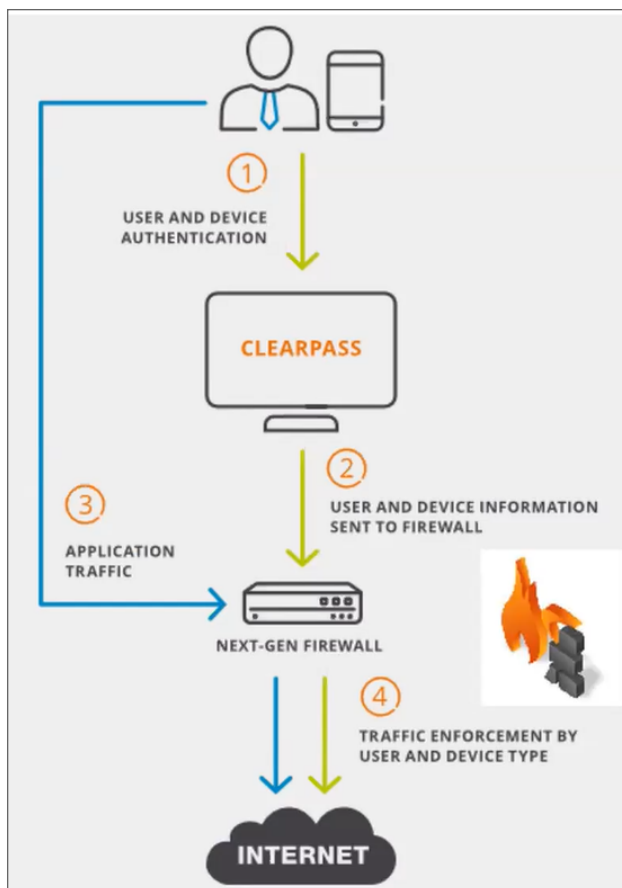 1
USER AND DEVICE
AUTHENTICATION
CLEARPASS
2
USER AND DEVICE INFORMATION
SENT TO FIREWALL
3
APPLICATION
TRAFFIC
NEXT-GEN FIREWALL
4
TRAFFIC ENFORCEMENT BY
USER AND DEVICE TYPE
INTERNET